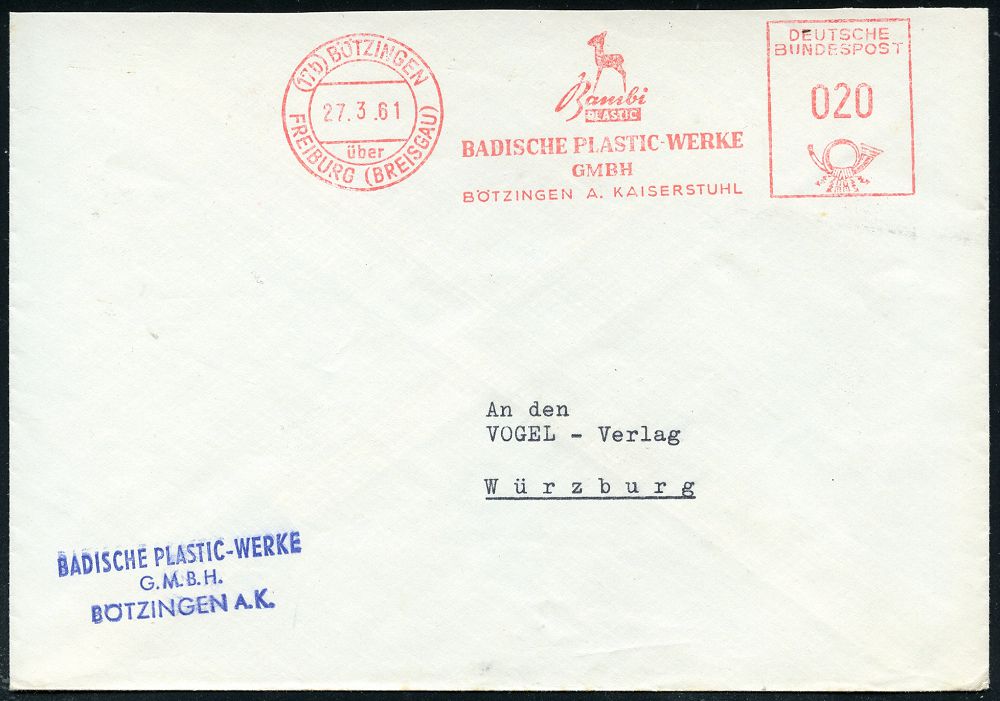 (17b) BÖTZINGEN
27.3.61
über
FREIBURG (BREISGAU)
Bambi
PLASTIC
BADISCHE PLASTIC-WERKE
GMBH
BÖTZINGEN A. KAISERSTUHL
DEUTSCHE
BUNDESPOST
020
An den
VOGEL - Verlag
Würzburg
BADISCHE PLASTIC-WERKE
G.M.B.H.
BÖTZINGEN A.K.